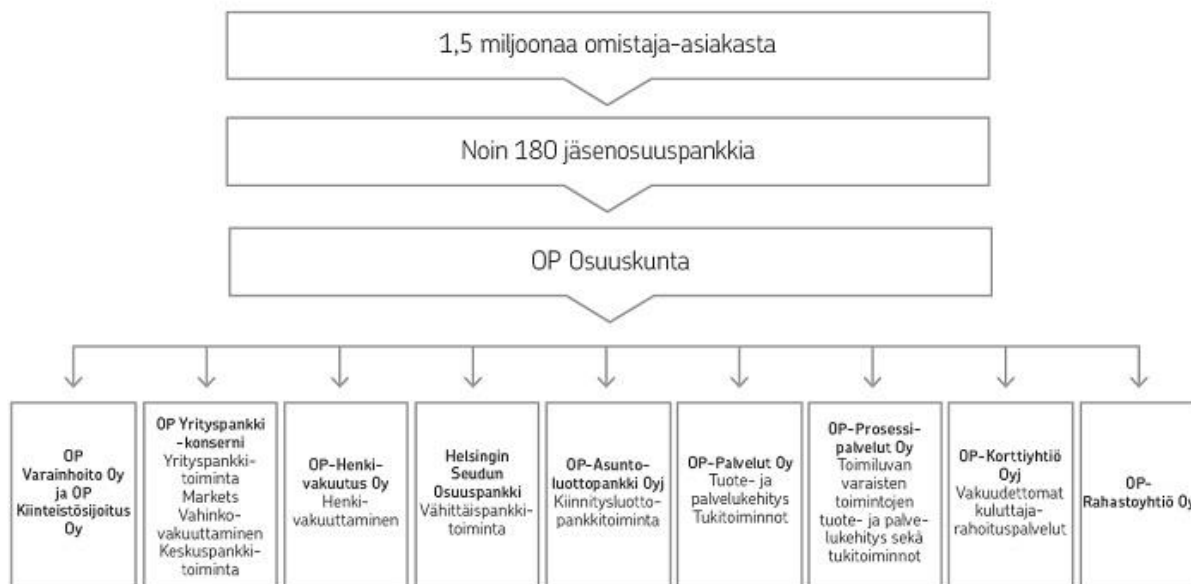 1,5 miljoonaa omistaja-asiakasta
Noin 180 jäsenosuuspankkia
OP Osuuskunta
OP
Varainhoito Oy
ja OP
Kiinteistösijoitus
Oy
OP Yrityspankki
-konserni
Yrityspankki-
toiminta
Markets
Vahinko-
vakuuttaminen
Keskuspankki-
toiminta
OP-Henki-
vakuutus Oy
Henki-
vakuuttaminen
Helsingin
Seudun
Osuuspankki
Vähittäispankki-
toiminta
OP-Asunto-
luottopankki Oyj
Kiinnitysluotto-
pankkitoiminta
OP-Palvelut Oy
Tuote- ja
palvelukehitys
Tukitoiminnot
OP-Prosessi-
palvelut Oy
Toimiluvan
varaisten
toimintojen
tuote- ja palve-
lukehitys sekä
tukitoiminnot
OP-Korttiyhtiö
Oyj
Vakuudettomat
kuluttaja-
rahoituspalvelut
OP-
Rahastoyhtiö Oy